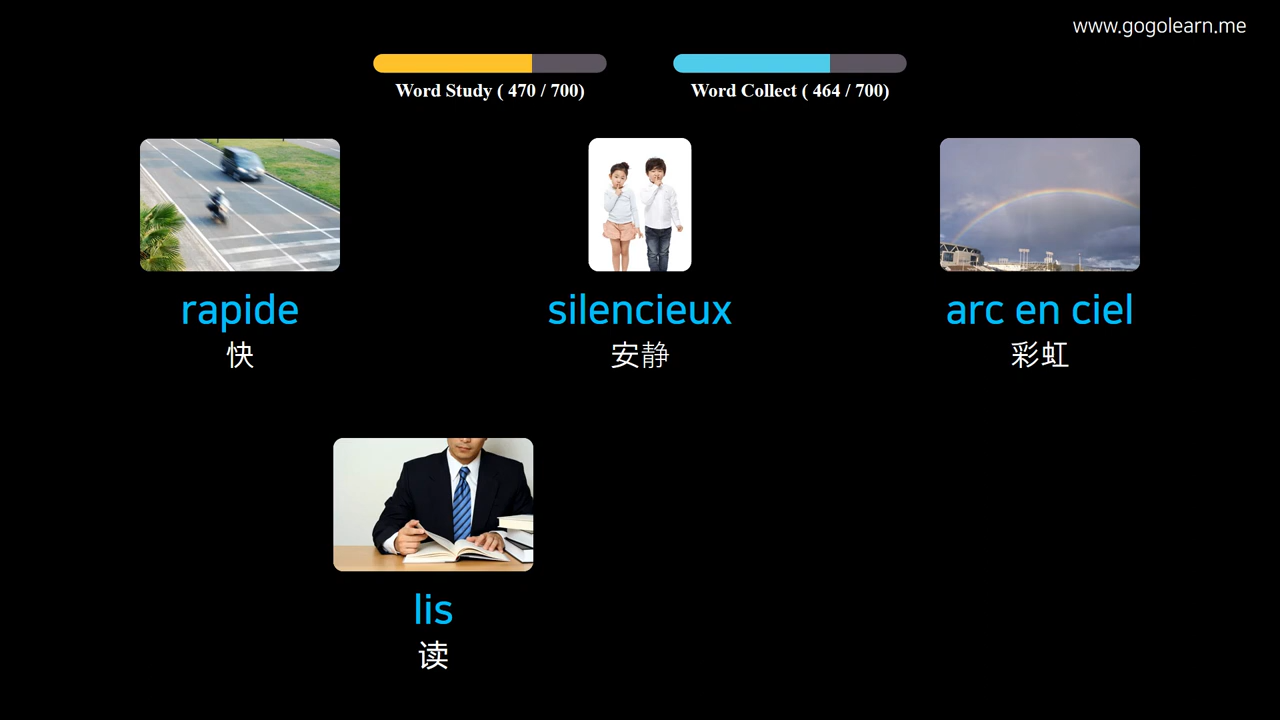 www.gogolearn.me
Word Study ( 470 / 700)
Word Collect ( 464 / 700)
rapide
快
silencieux
安静
arc en ciel
彩虹
lis
读